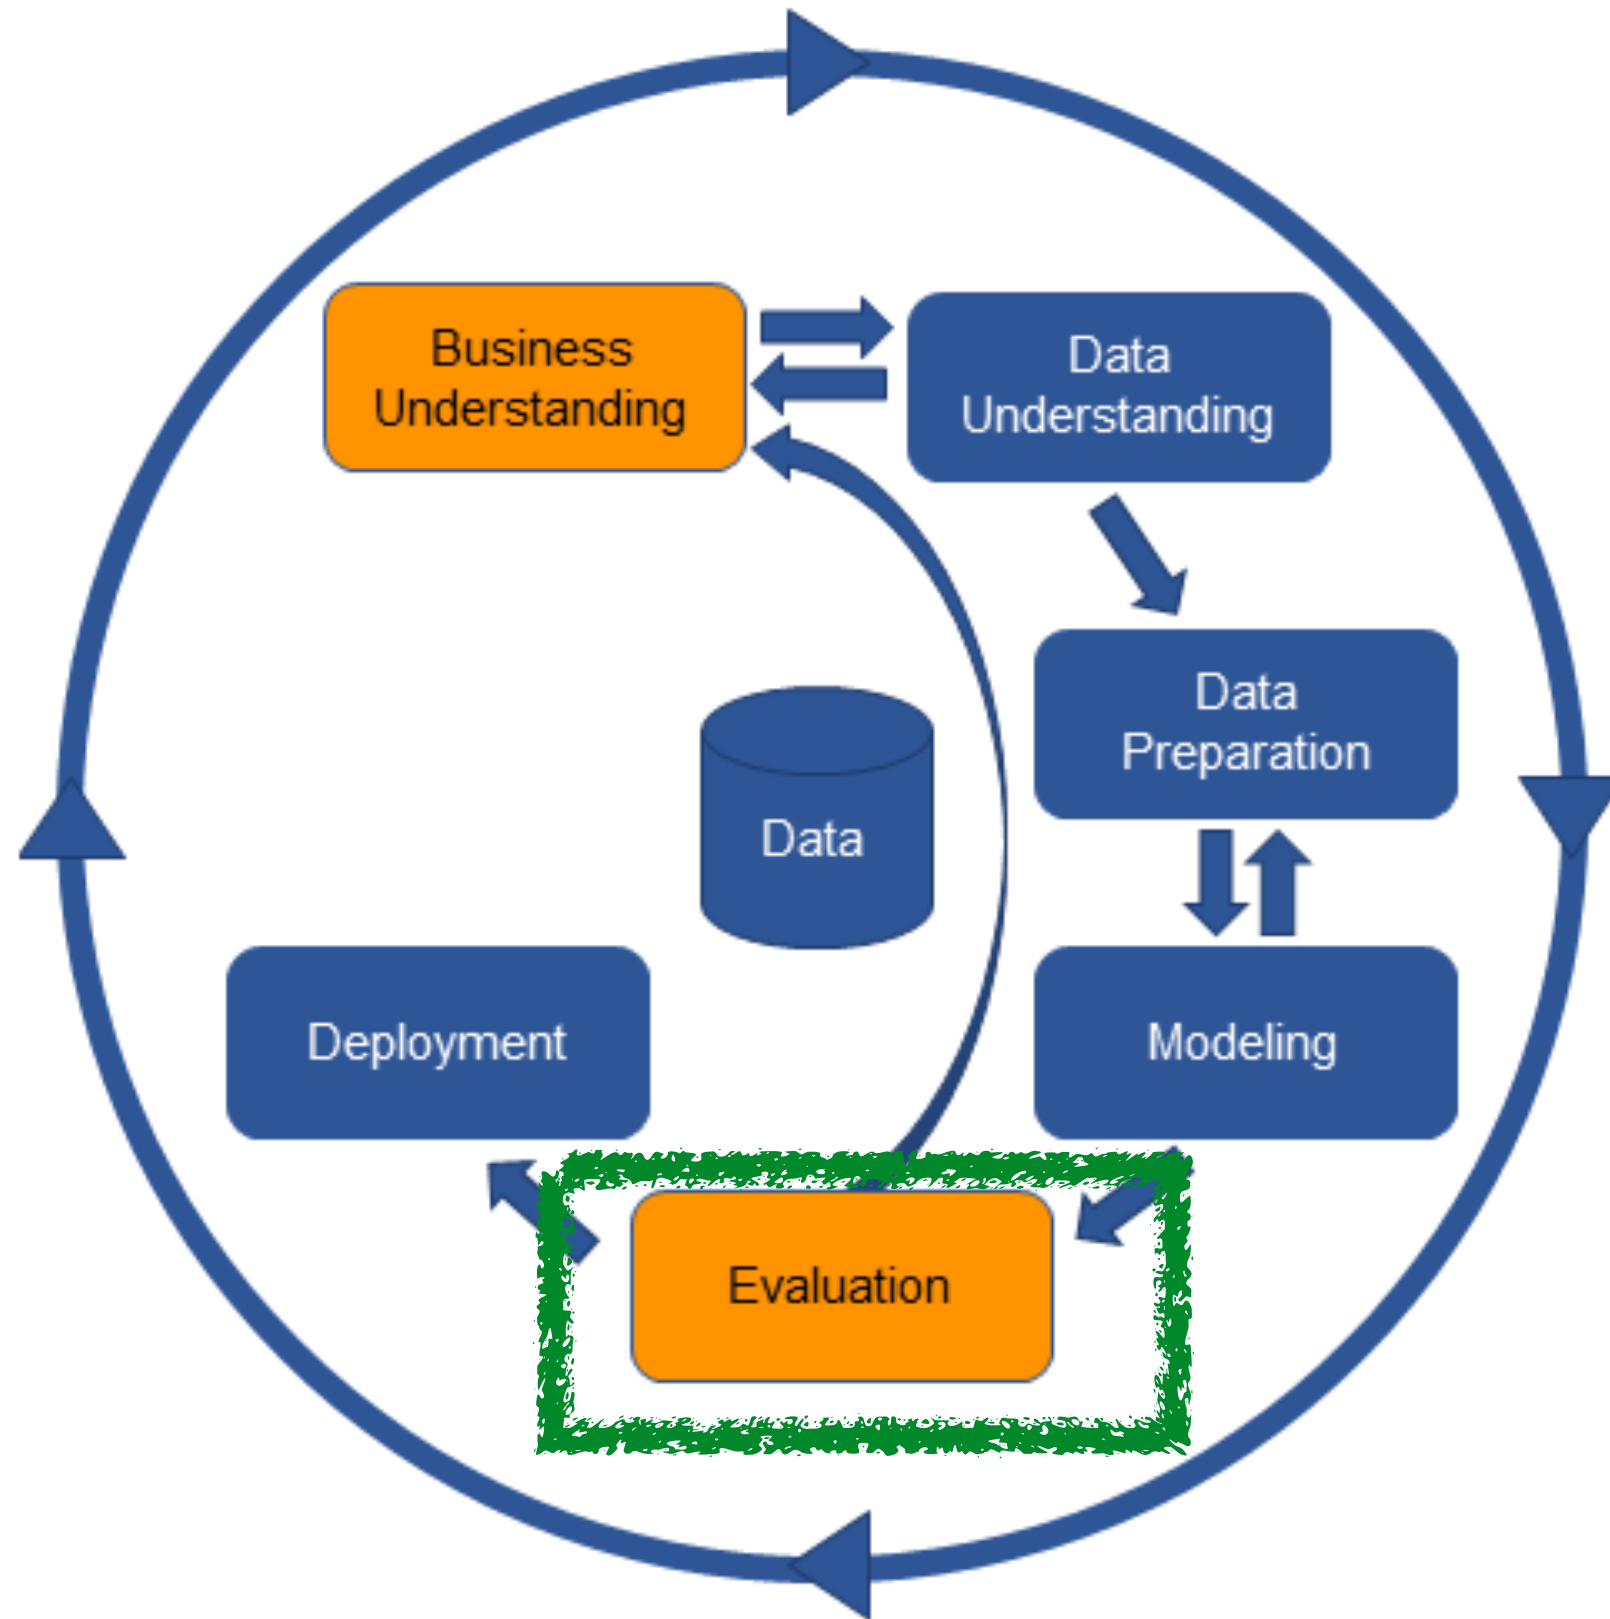 Business
Understanding
Data
Understanding
Data
Preparation
Data
Deployment
Modeling
Evaluation